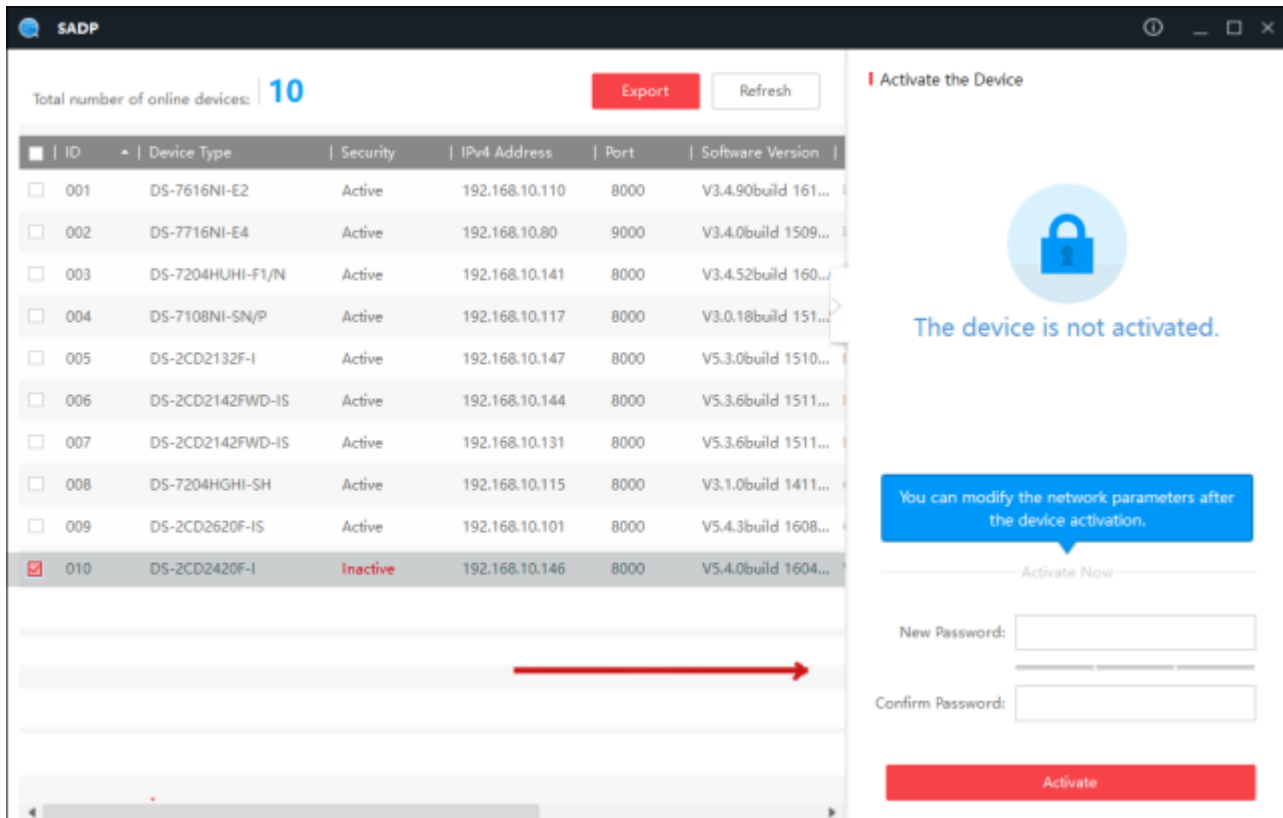 SADP
Total number of online devices: 10
Export
Refresh
ID Device Type Security IPv4 Address Port Software Version
001 DS-7616NI-E2 Active 192.168.10.110 8000 V3.4.90build 161...
002 DS-7716NI-E4 Active 192.168.10.80 9000 V3.4.0build 1509...
003 DS-7204HUHI-F1/N Active 192.168.10.141 8000 V3.4.52build 160...
004 DS-7108NI-SN/P Active 192.168.10.117 8000 V3.0.18build 151...
005 DS-2CD2132F-I Active 192.168.10.147 8000 V5.3.0build 1510...
006 DS-2CD2142FWD-IS Active 192.168.10.144 8000 V5.3.6build 1511...
007 DS-2CD2142FWD-IS Active 192.168.10.131 8000 V5.3.6build 1511...
008 DS-7204HGHI-SH Active 192.168.10.115 8000 V3.1.0build 1411...
009 DS-2CD2620F-IS Active 192.168.10.101 8000 V5.4.3build 1608...
010 DS-2CD2420F-I Inactive 192.168.10.146 8000 V5.4.0build 1604...
Activate the Device
The device is not activated.
You can modify the network parameters after
the device activation.
Activate Now
New Password:
Confirm Password:
Activate